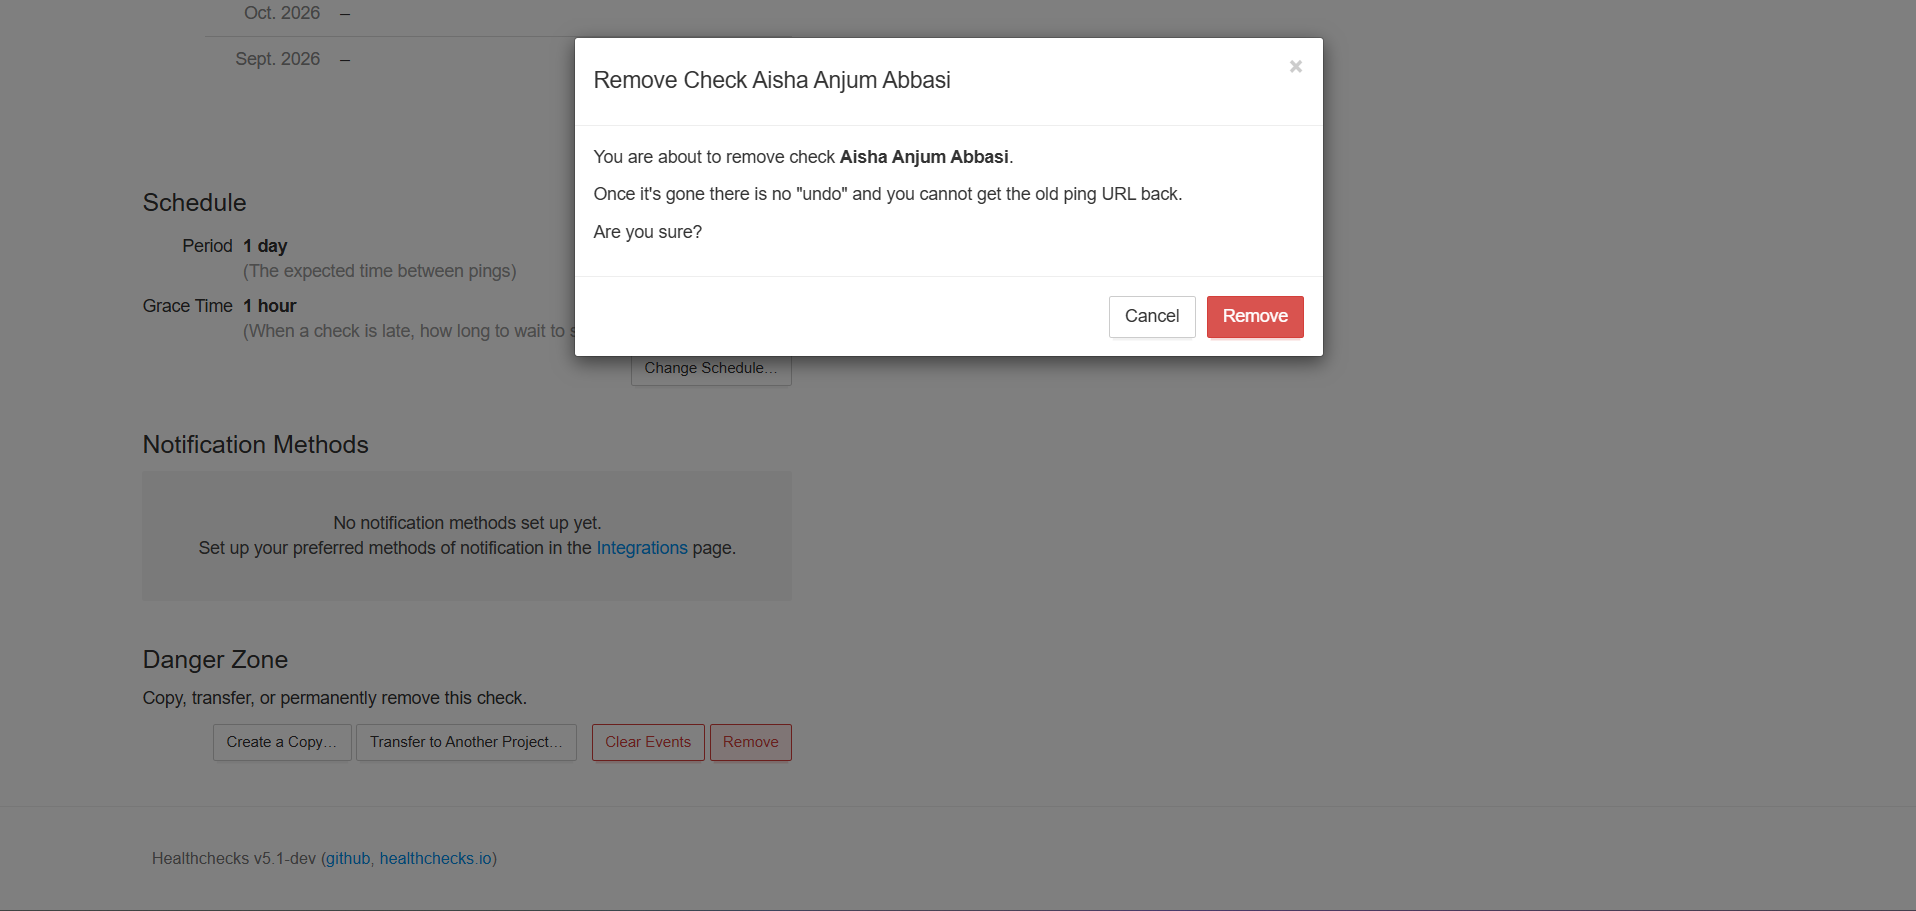 Oct. 2026 –
Sept. 2026 –
Remove Check Aisha Anjum Abbasi
×
You are about to remove check Aisha Anjum Abbasi.
Once it's gone there is no "undo" and you cannot get the old ping URL back.
Are you sure?
Cancel Remove
Schedule
Period 1 day
(The expected time between pings)
Grace Time 1 hour
(When a check is late, how long to wait to
Change Schedule...
Notification Methods
No notification methods set up yet.
Set up your preferred methods of notification in the Integrations page.
Danger Zone
Copy, transfer, or permanently remove this check.
Create a Copy... Transfer to Another Project... Clear Events Remove
Healthchecks v5.1-dev (github, healthchecks.io)